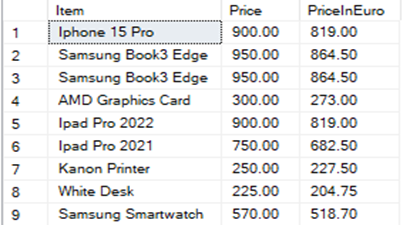 Item Price PriceInEuro
1 Iphone 15 Pro 900.00 819.00
2 Samsung Book3 Edge 950.00 864.50
3 Samsung Book3 Edge 950.00 864.50
4 AMD Graphics Card 300.00 273.00
5 Ipad Pro 2022 900.00 819.00
6 Ipad Pro 2021 750.00 682.50
7 Kanon Printer 250.00 227.50
8 White Desk 225.00 204.75
9 Samsung Smartwatch 570.00 518.70